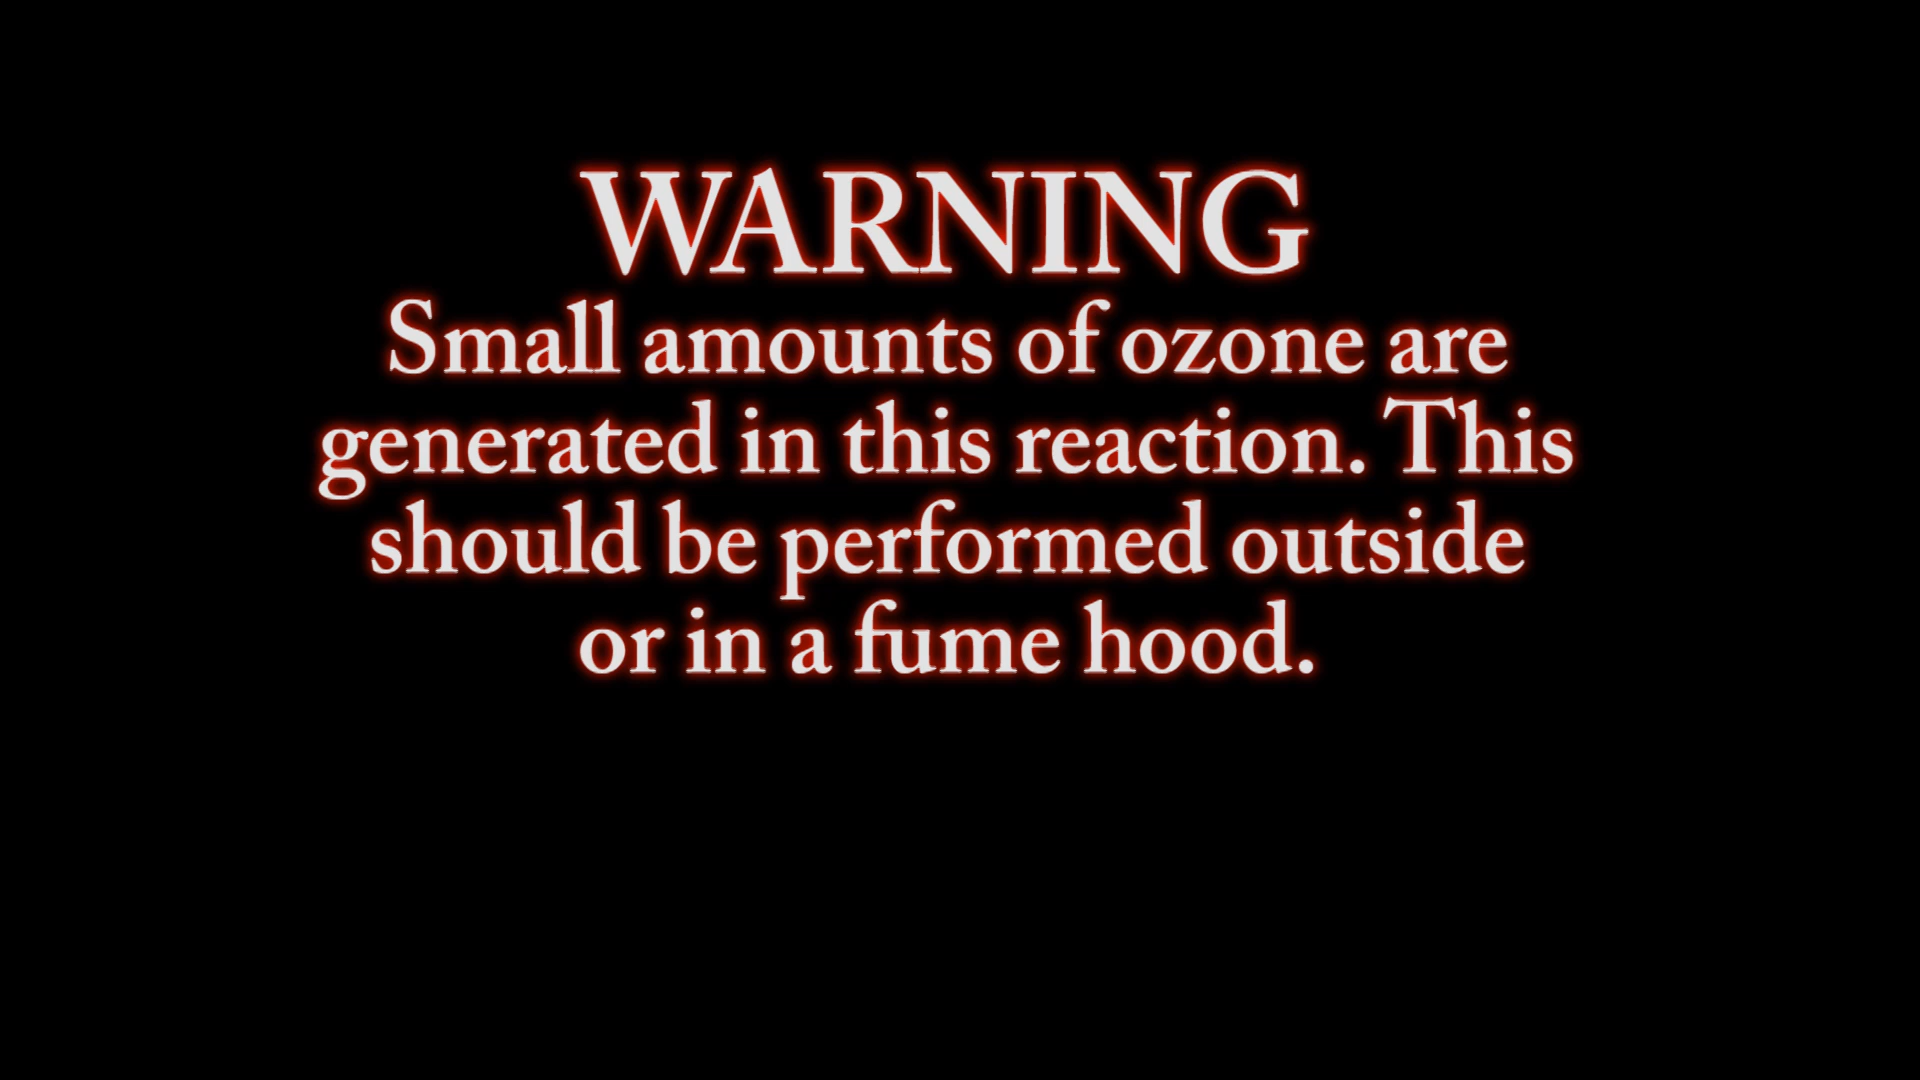 WARNING
Small amounts of ozone are
generated in this reaction. This
should be performed outside
or in a fume hood.